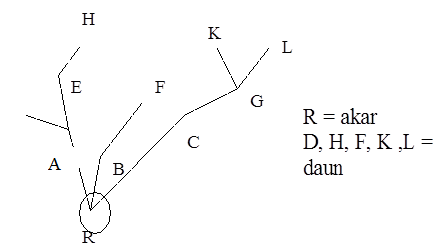 H
K
L
E
F
G
R = akar
D, H, F, K ,L =
daun
C
A
B
R